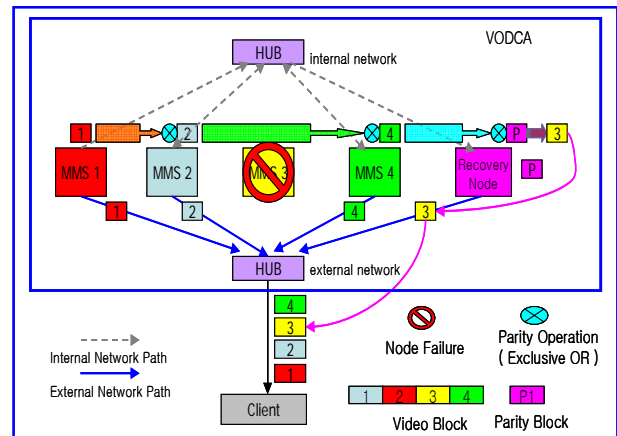 VODCA
HUB
internal network
1
2
4
P
3
MMS 1
MMS 2
MMS 3
MMS 4
Recovery
Node
P
1
2
4
3
HUB
external network
4
3
2
1
Client
Internal Network Path
External Network Path
Node Failure
Parity Operation
( Exclusive OR )
1 2 3 4
Video Block
P1
Parity Block